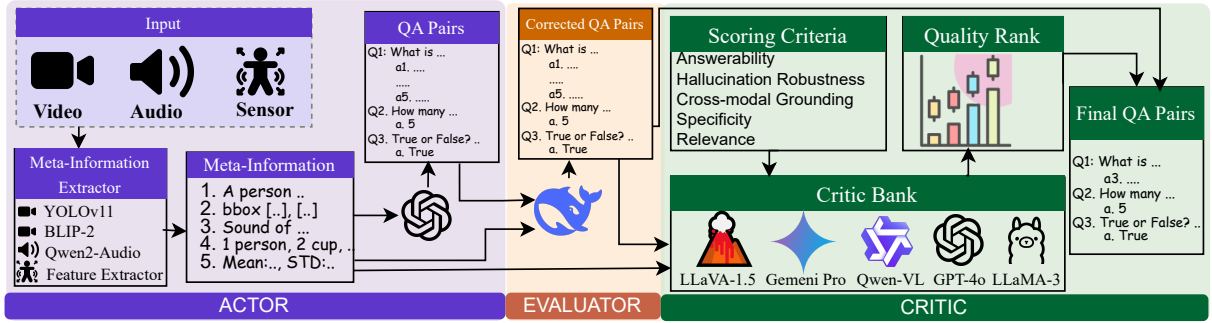 Input
Video
Audio
Sensor
Meta-Information
Extractor
YOLOv11
BLIP-2
Qwen2-Audio
Feature Extractor
Meta-Information
1. A person ..
2. bbox [..], [..]
3. Sound of ...
4. 1 person, 2 cup, ..
5. Mean:.., STD:..
QA Pairs
Q1: What is ...
a1. ....
.....
a5. .....
Q2. How many ...
a. 5
Q3. True or False? ..
a. True
ACTOR
Corrected QA Pairs
Q1: What is ...
a1. ....
.....
a5. .....
Q2. How many ...
a. 5
Q3. True or False? ..
a. True
EVALUATOR
Scoring Criteria
Answerability
Hallucination Robustness
Cross-modal Grounding
Specificity
Relevance
Quality Rank
Critic Bank
LLaVA-1.5
Gemeni Pro
Qwen-VL
GPT-4o
LLaMA-3
Final QA Pairs
Q1: What is ...
a3. ....
Q2. How many ...
a. 5
Q3. True or False? ..
a. True
CRITIC